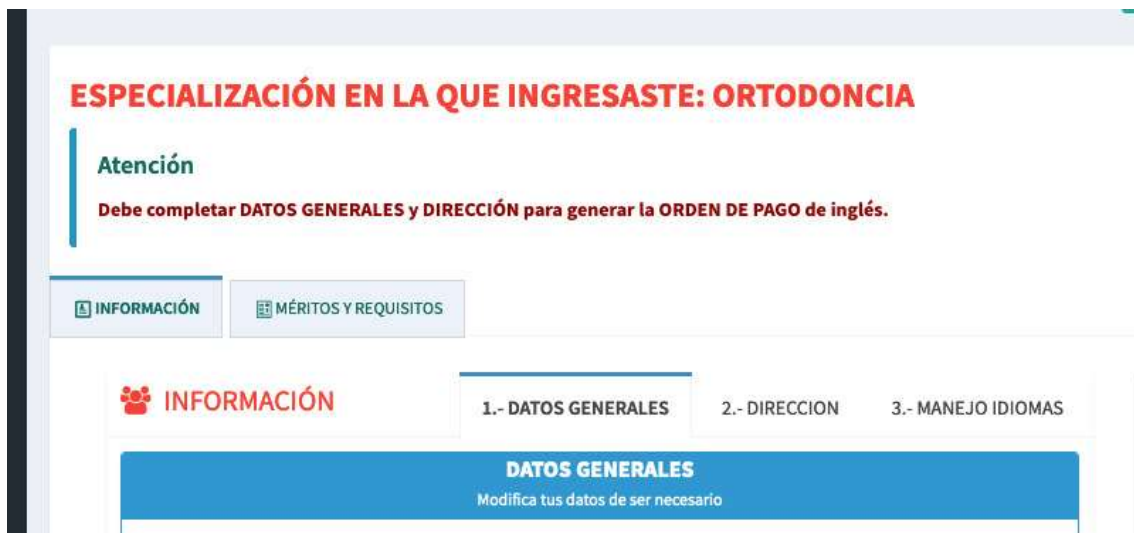 ESPECIALIZACIÓN EN LA QUE INGRESASTE: ORTODONCIA
Atención
Debe completar DATOS GENERALES y DIRECCIÓN para generar la ORDEN DE PAGO de inglés.
INFORMACIÓN
MÉRITOS Y REQUISITOS
INFORMACIÓN
1.- DATOS GENERALES
2.- DIRECCION
3.- MANEJO IDIOMAS
DATOS GENERALES
Modifica tus datos de ser necesario